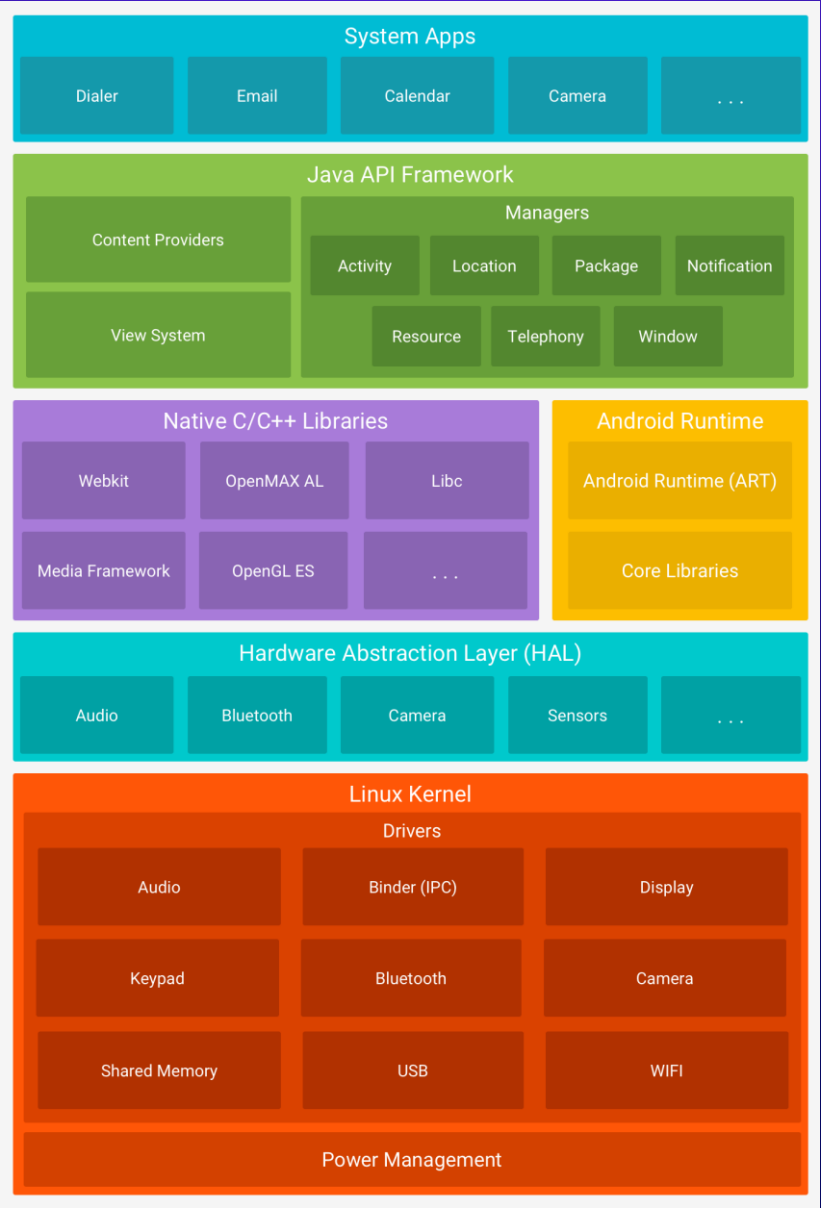 System Apps
Dialer
Email
Calendar
Camera
. . .
Java API Framework
Content Providers
View System
Managers
Activity
Location
Package
Notification
Resource
Telephony
Window
Native C/C++ Libraries
Webkit
OpenMAX AL
Libc
Media Framework
OpenGL ES
. . .
Android Runtime
Android Runtime (ART)
Core Libraries
Hardware Abstraction Layer (HAL)
Audio
Bluetooth
Camera
Sensors
. . .
Linux Kernel
Drivers
Audio
Binder (IPC)
Display
Keypad
Bluetooth
Camera
Shared Memory
USB
WIFI
Power Management